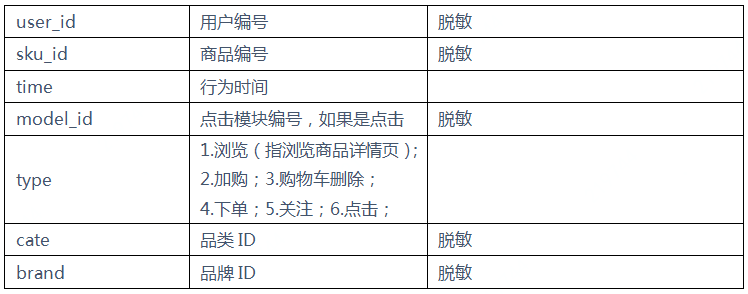 user_id 用户编号 脱敏
sku_id 商品编号 脱敏
time 行为时间
model_id 点击模块编号，如果是点击 脱敏
type 1.浏览（指浏览商品详情页）；
2.加购；3.购物车删除；
4.下单；5.关注；6.点击；
cate 品类 ID 脱敏
brand 品牌 ID 脱敏